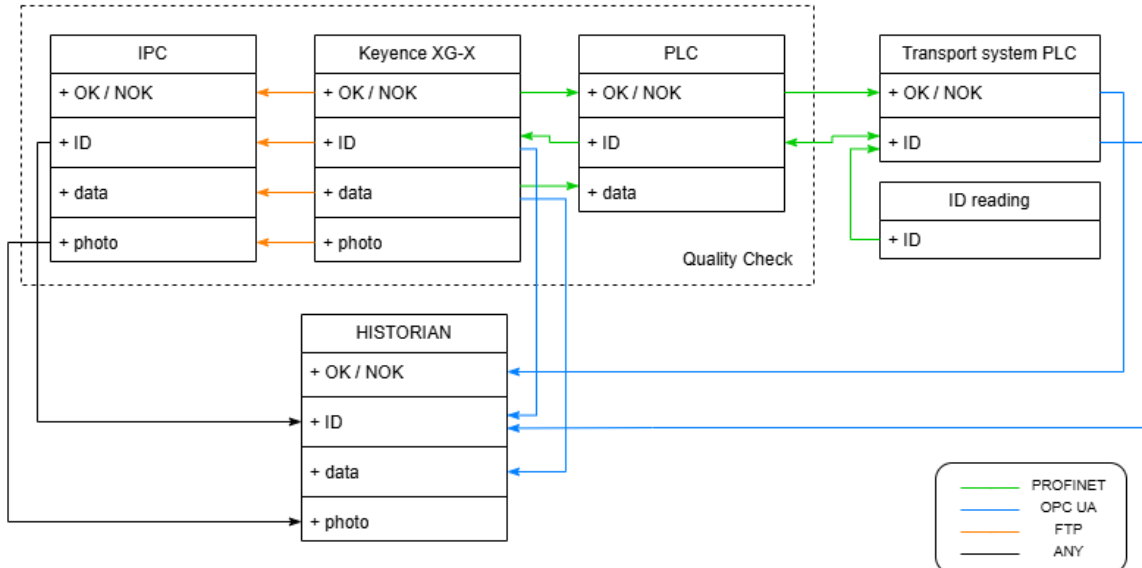 IPC
+ OK / NOK
+ ID
+ data
+ photo
Keyence XG-X
+ OK / NOK
+ ID
+ data
+ photo
PLC
+ OK / NOK
+ ID
+ data
Transport system PLC
+ OK / NOK
+ ID
ID reading
+ ID
Quality Check
HISTORIAN
+ OK / NOK
+ ID
+ data
+ photo
PROFINET
OPC UA
FTP
ANY